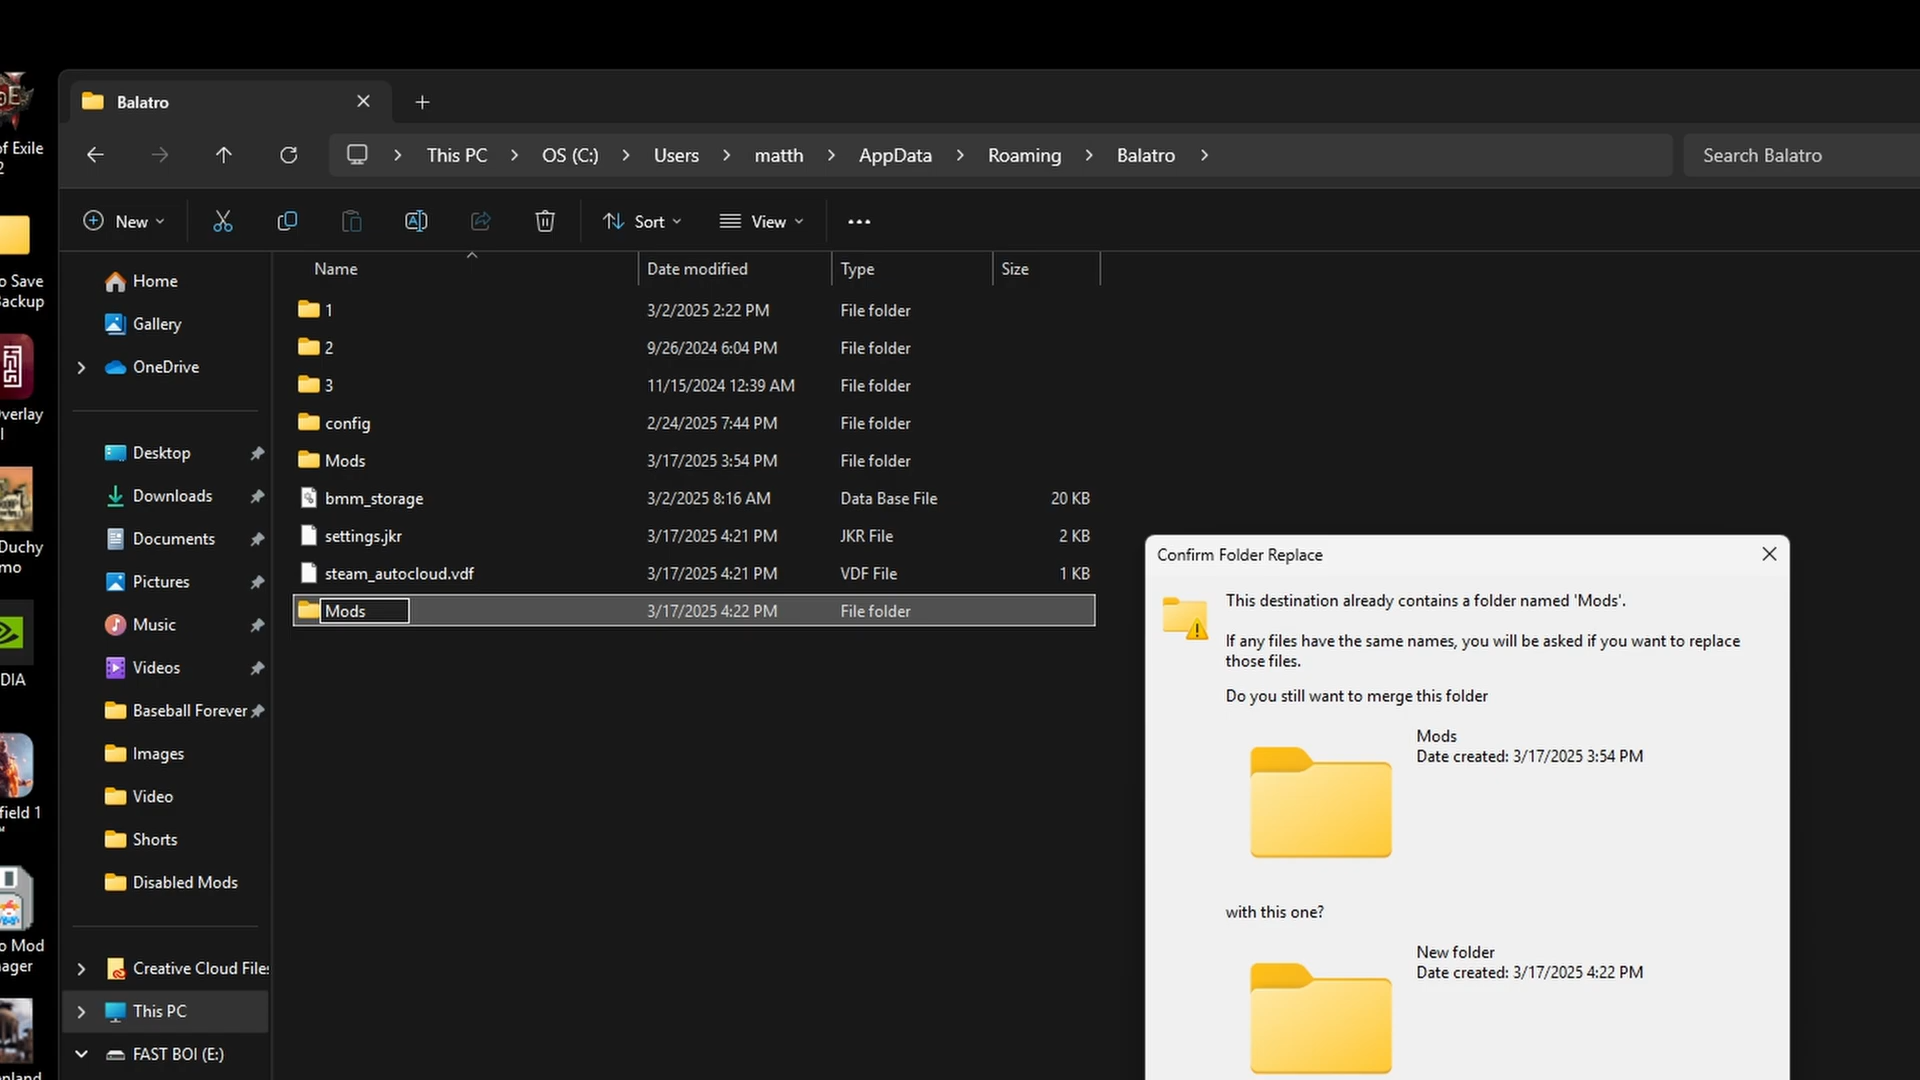 Balatro
This PC
OS (C:)
Users
matth
AppData
Roaming
Balatro
Search Balatro
New
Sort
View
of Exile
2
o Save
Backup
verlay
l
Duchy
mo
DIA
field 1
o Mod
nager
Home
Gallery
OneDrive
Desktop
Downloads
Documents
Pictures
Music
Videos
Baseball Forever
Images
Video
Shorts
Disabled Mods
Creative Cloud Files
This PC
FAST BOI (E:)
Name Date modified Type Size
1 3/2/2025 2:22 PM File folder
2 9/26/2024 6:04 PM File folder
3 11/15/2024 12:39 AM File folder
config 2/24/2025 7:44 PM File folder
Mods 3/17/2025 3:54 PM File folder
bmm_storage 3/2/2025 8:16 AM Data Base File 20 KB
settings.jkr 3/17/2025 4:21 PM JKR File 2 KB
steam_autocloud.vdf 3/17/2025 4:21 PM VDF File 1 KB
Mods 3/17/2025 4:22 PM File folder
Confirm Folder Replace
This destination already contains a folder named 'Mods'.
If any files have the same names, you will be asked if you want to replace
those files.
Do you still want to merge this folder
Mods
Date created: 3/17/2025 3:54 PM
with this one?
New folder
Date created: 3/17/2025 4:22 PM